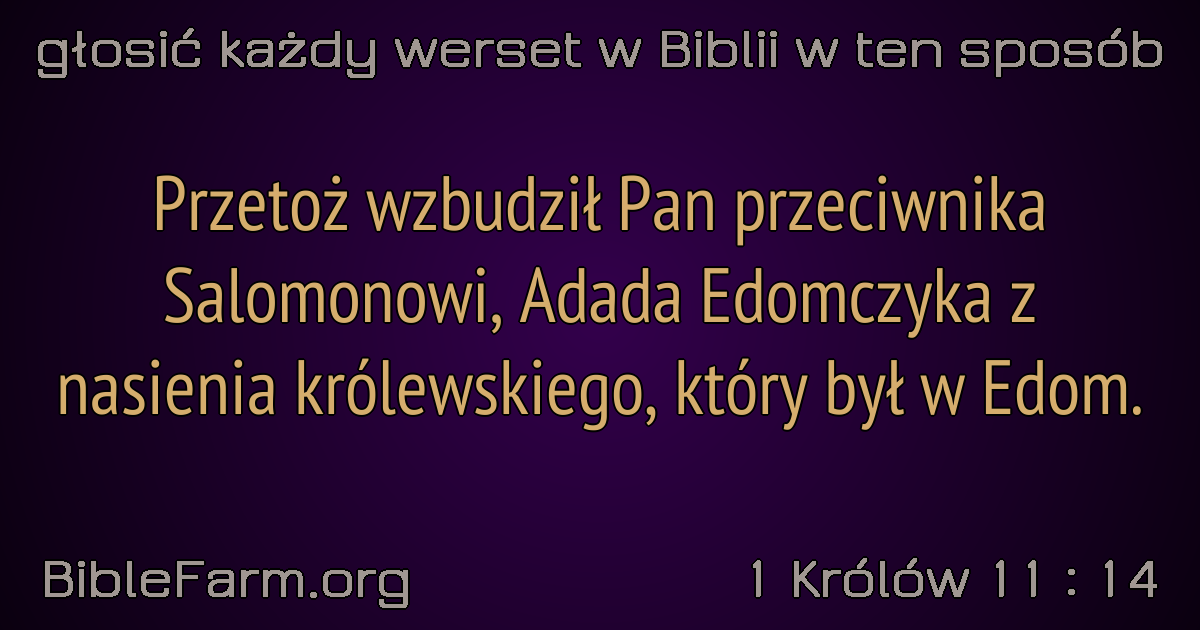 głosić każdy werset w Biblii w ten sposób
Przetoż wzbudził Pan przeciwnika
Salomonowi, Adada Edomczyka z
nasienia królewskiego, który był w Edom.
BibleFarm.org
1 Królów 11 : 14